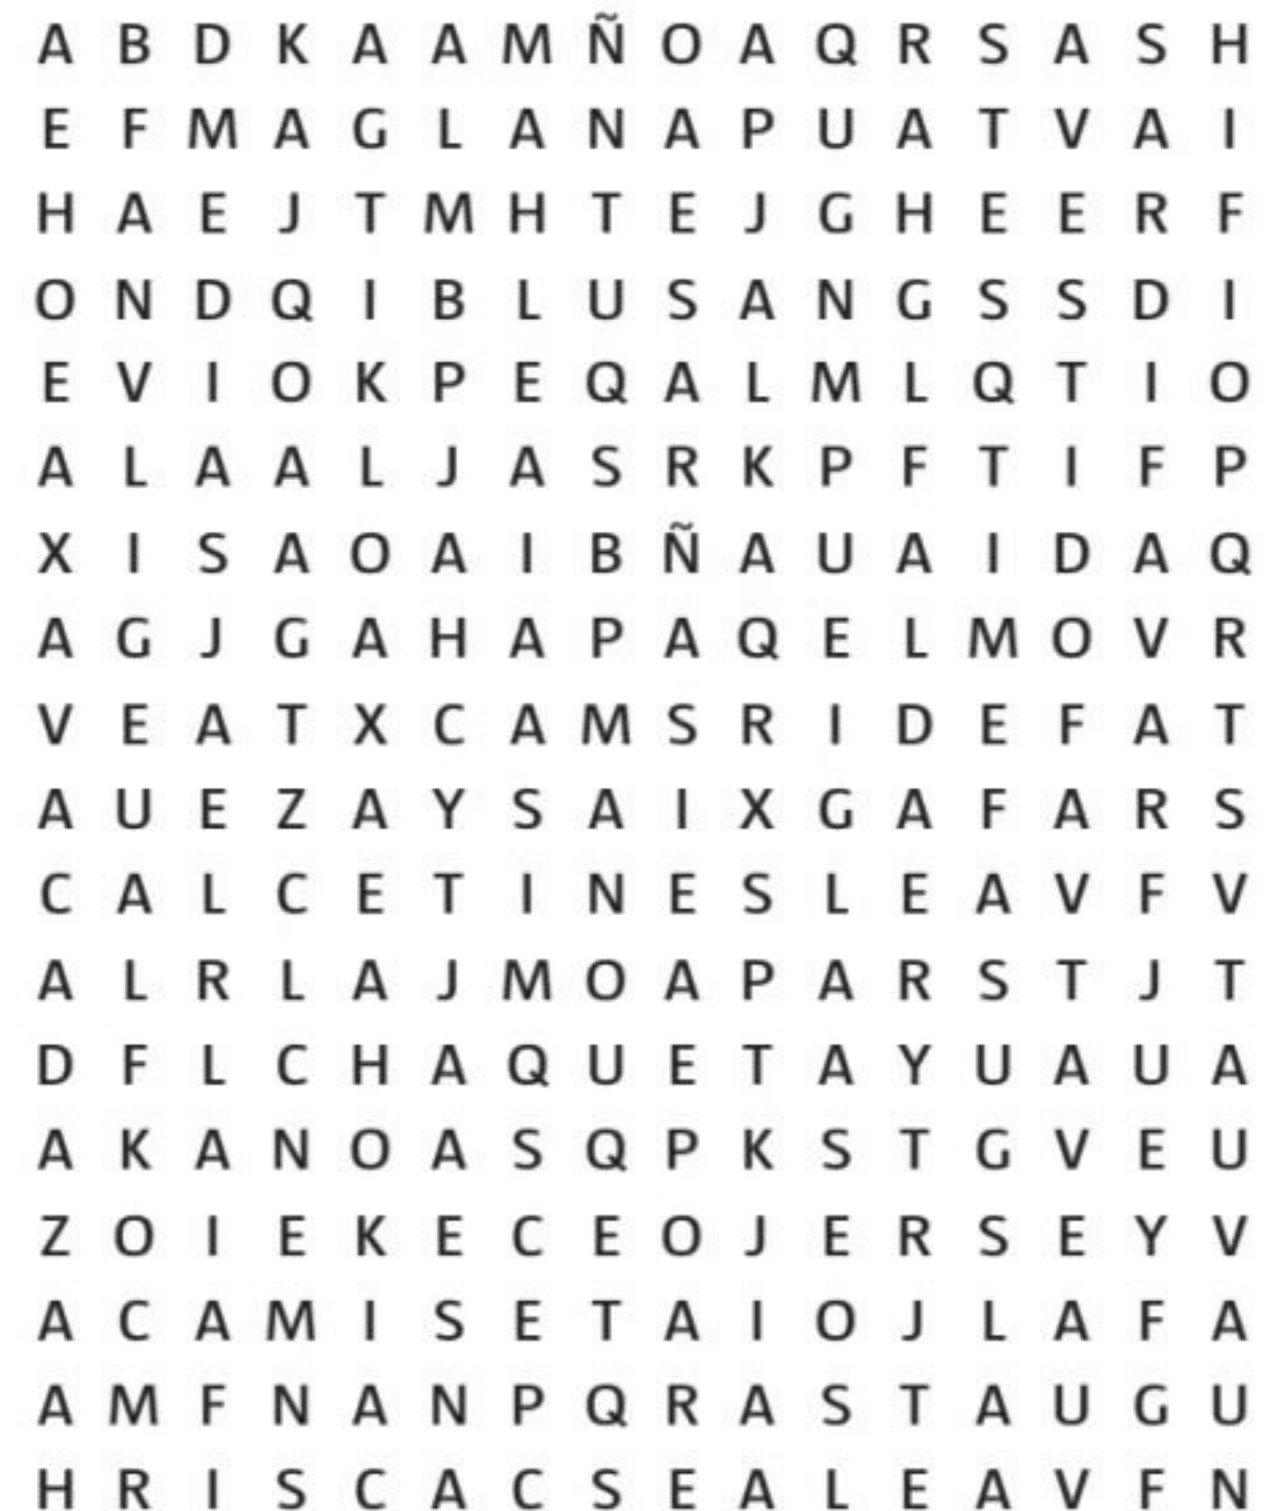 A B D K A A M Ñ O A Q R S A S H
E F M A G L A N A P U A T V A I
H A E J T M H T E J G H E E R F
O N D Q I B L U S A N G S S D I
E V I O K P E Q A L M L Q T I O
A L A A L J A S R K P F T I F P
X I S A O A I B Ñ A U A I D A Q
A G J G A H A P A Q E L M O V R
V E A T X C A M S R I D E F A T
A U E Z A Y S A I X G A F A R S
C A L C E T I N E S L E A V F V
A L R L A J M O A P A R S T J T
D F L C H A Q U E T A Y U A U A
A K A N O A S Q P K S T G V E U
Z O I E K E C E O J E R S E Y V
A C A M I S E T A I O J L A F A
A M F N A N P Q R A S T A U G U
H R I S C A C S E A L E A V F N